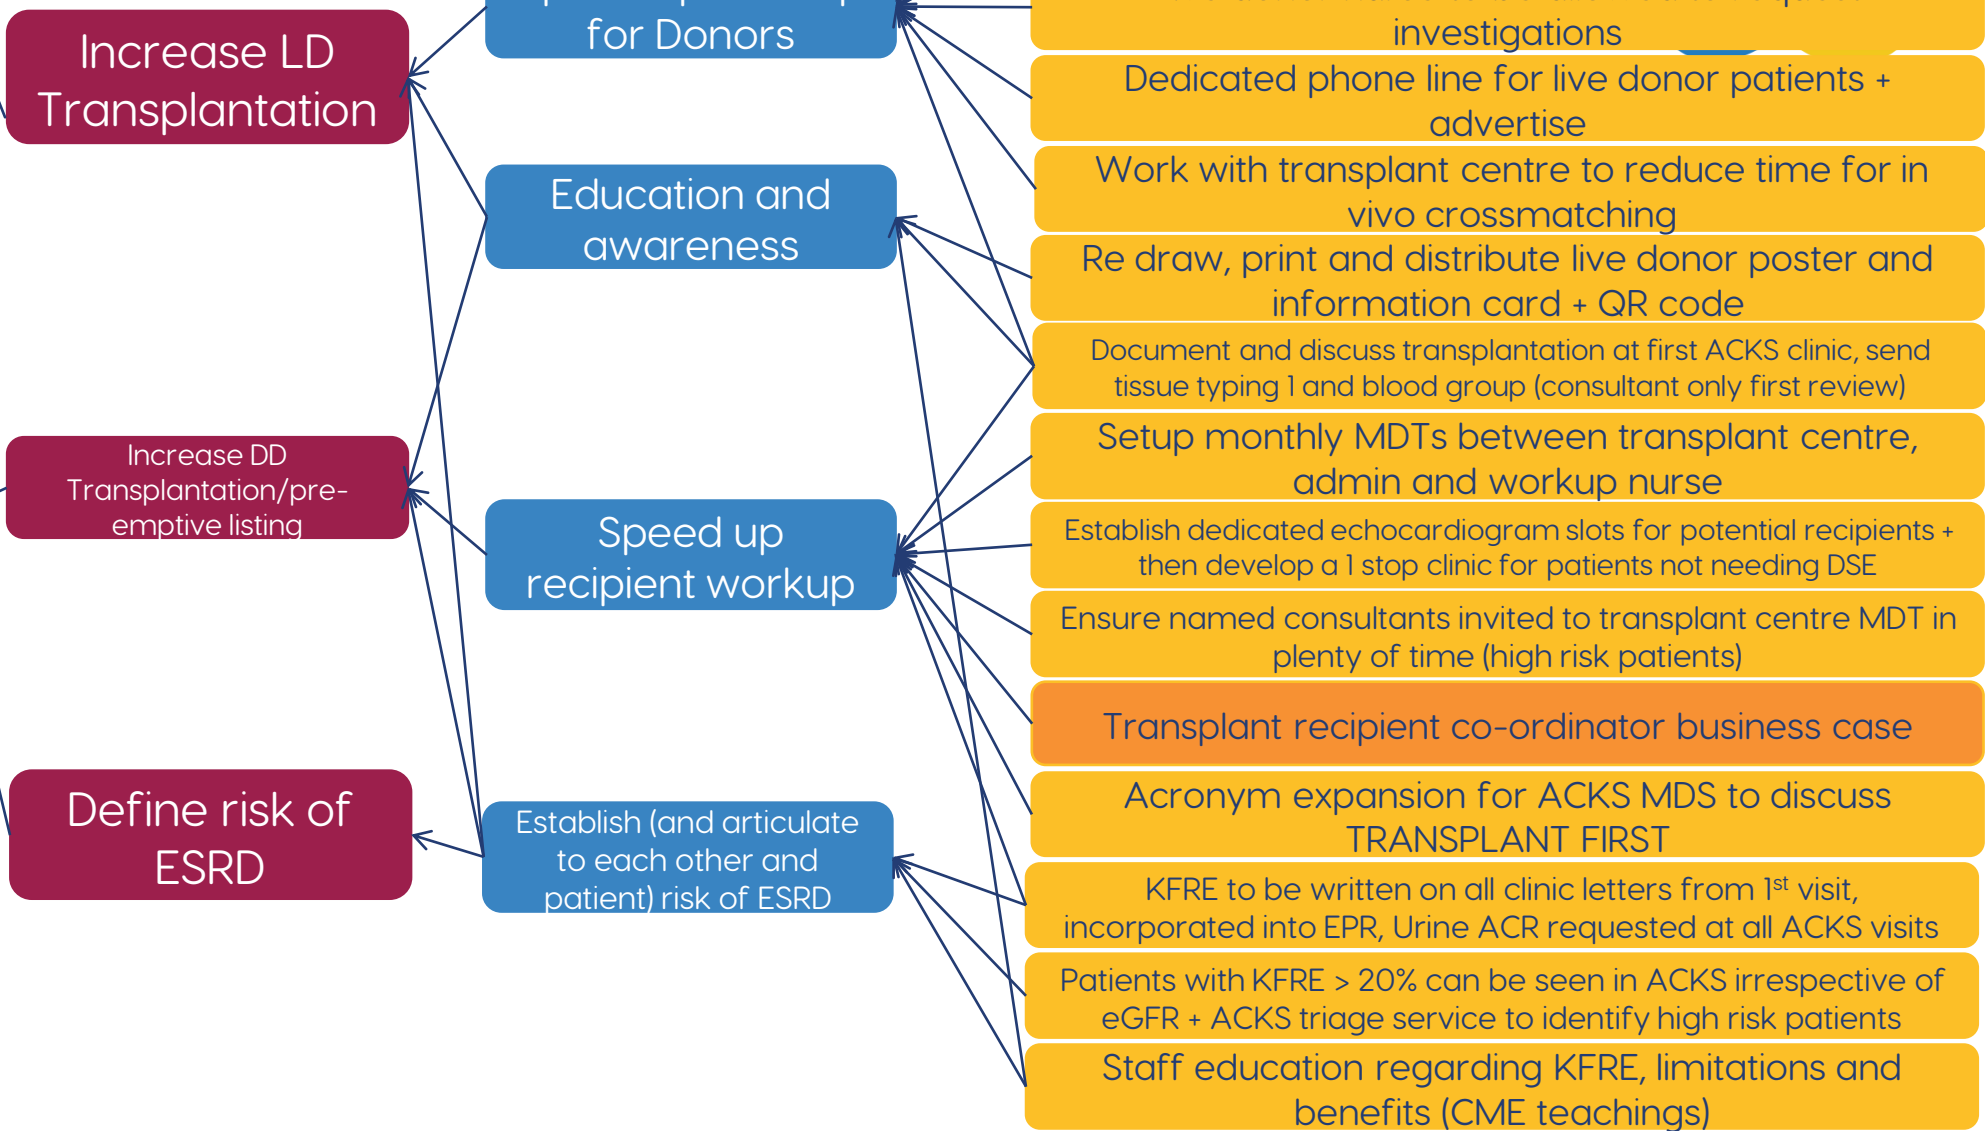 Increase LD
Transplantation
Increase DD
Transplantation/pre-
emptive listing
Define risk of
ESRD
for Donors
Education and
awareness
Speed up
recipient workup
Establish (and articulate
to each other and
patient) risk of ESRD
investigations
Dedicated phone line for live donor patients +
advertise
Work with transplant centre to reduce time for in
vivo crossmatching
Re draw, print and distribute live donor poster and
information card + QR code
Document and discuss transplantation at first ACKS clinic, send
tissue typing 1 and blood group (consultant only first review)
Setup monthly MDTs between transplant centre,
admin and workup nurse
Establish dedicated echocardiogram slots for potential recipients +
then develop a 1 stop clinic for patients not needing DSE
Ensure named consultants invited to transplant centre MDT in
plenty of time (high risk patients)
Transplant recipient co-ordinator business case
Acronym expansion for ACKS MDS to discuss
TRANSPLANT FIRST
KFRE to be written on all clinic letters from 1st visit,
incorporated into EPR, Urine ACR requested at all ACKS visits
Patients with KFRE > 20% can be seen in ACKS irrespective of
eGFR + ACKS triage service to identify high risk patients
Staff education regarding KFRE, limitations and
benefits (CME teachings)